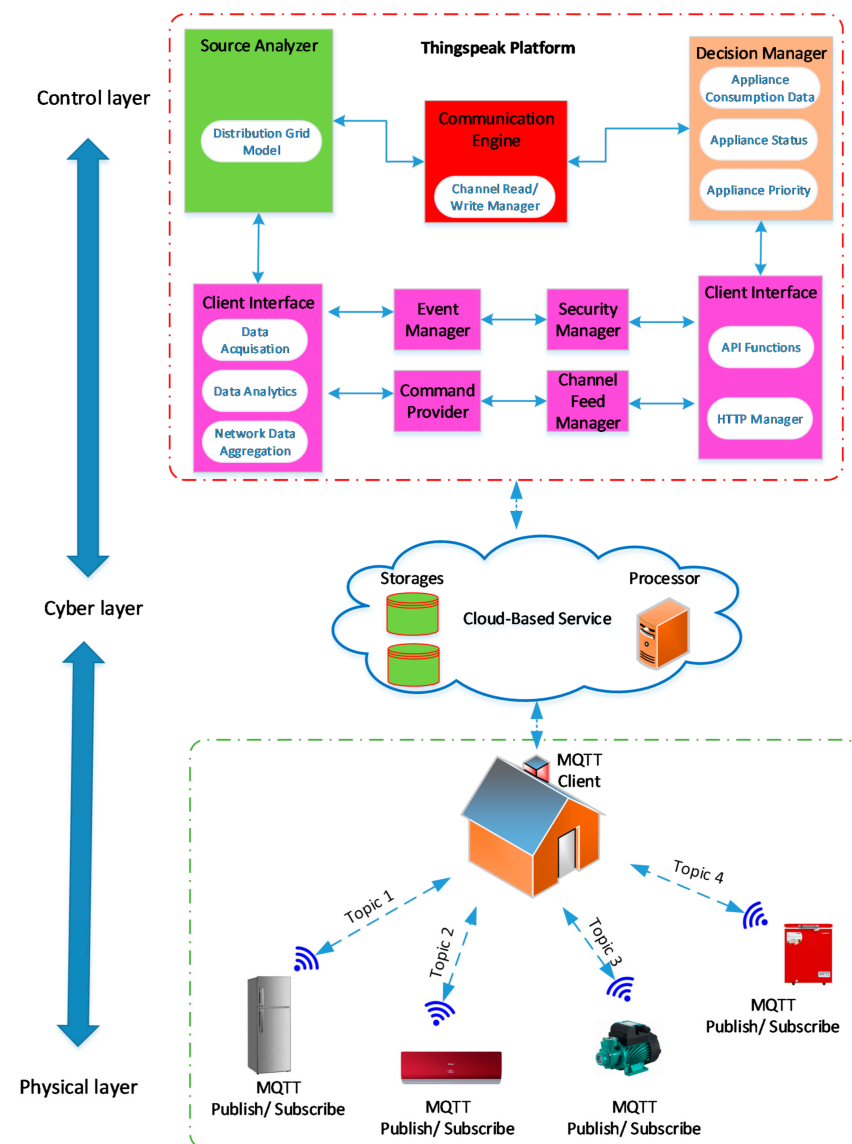 Control layer
Cyber layer
Physical layer
Thingspeak Platform
Source Analyzer
Distribution Grid
Model
Communication
Engine
Channel Read/
Write Manager
Decision Manager
Appliance
Consumption Data
Appliance Status
Appliance Priority
Client Interface
Data
Acquisation
Data Analytics
Network Data
Aggregation
Event
Manager
Security
Manager
Command
Provider
Channel
Feed
Manager
Client Interface
API Functions
HTTP Manager
Storages
Cloud-Based Service
Processor
MQTT
Client
Topic 1
Topic 2
Topic 3
Topic 4
MQTT
Publish/ Subscribe
MQTT
Publish/ Subscribe
MQTT
Publish/ Subscribe
MQTT
Publish/ Subscribe